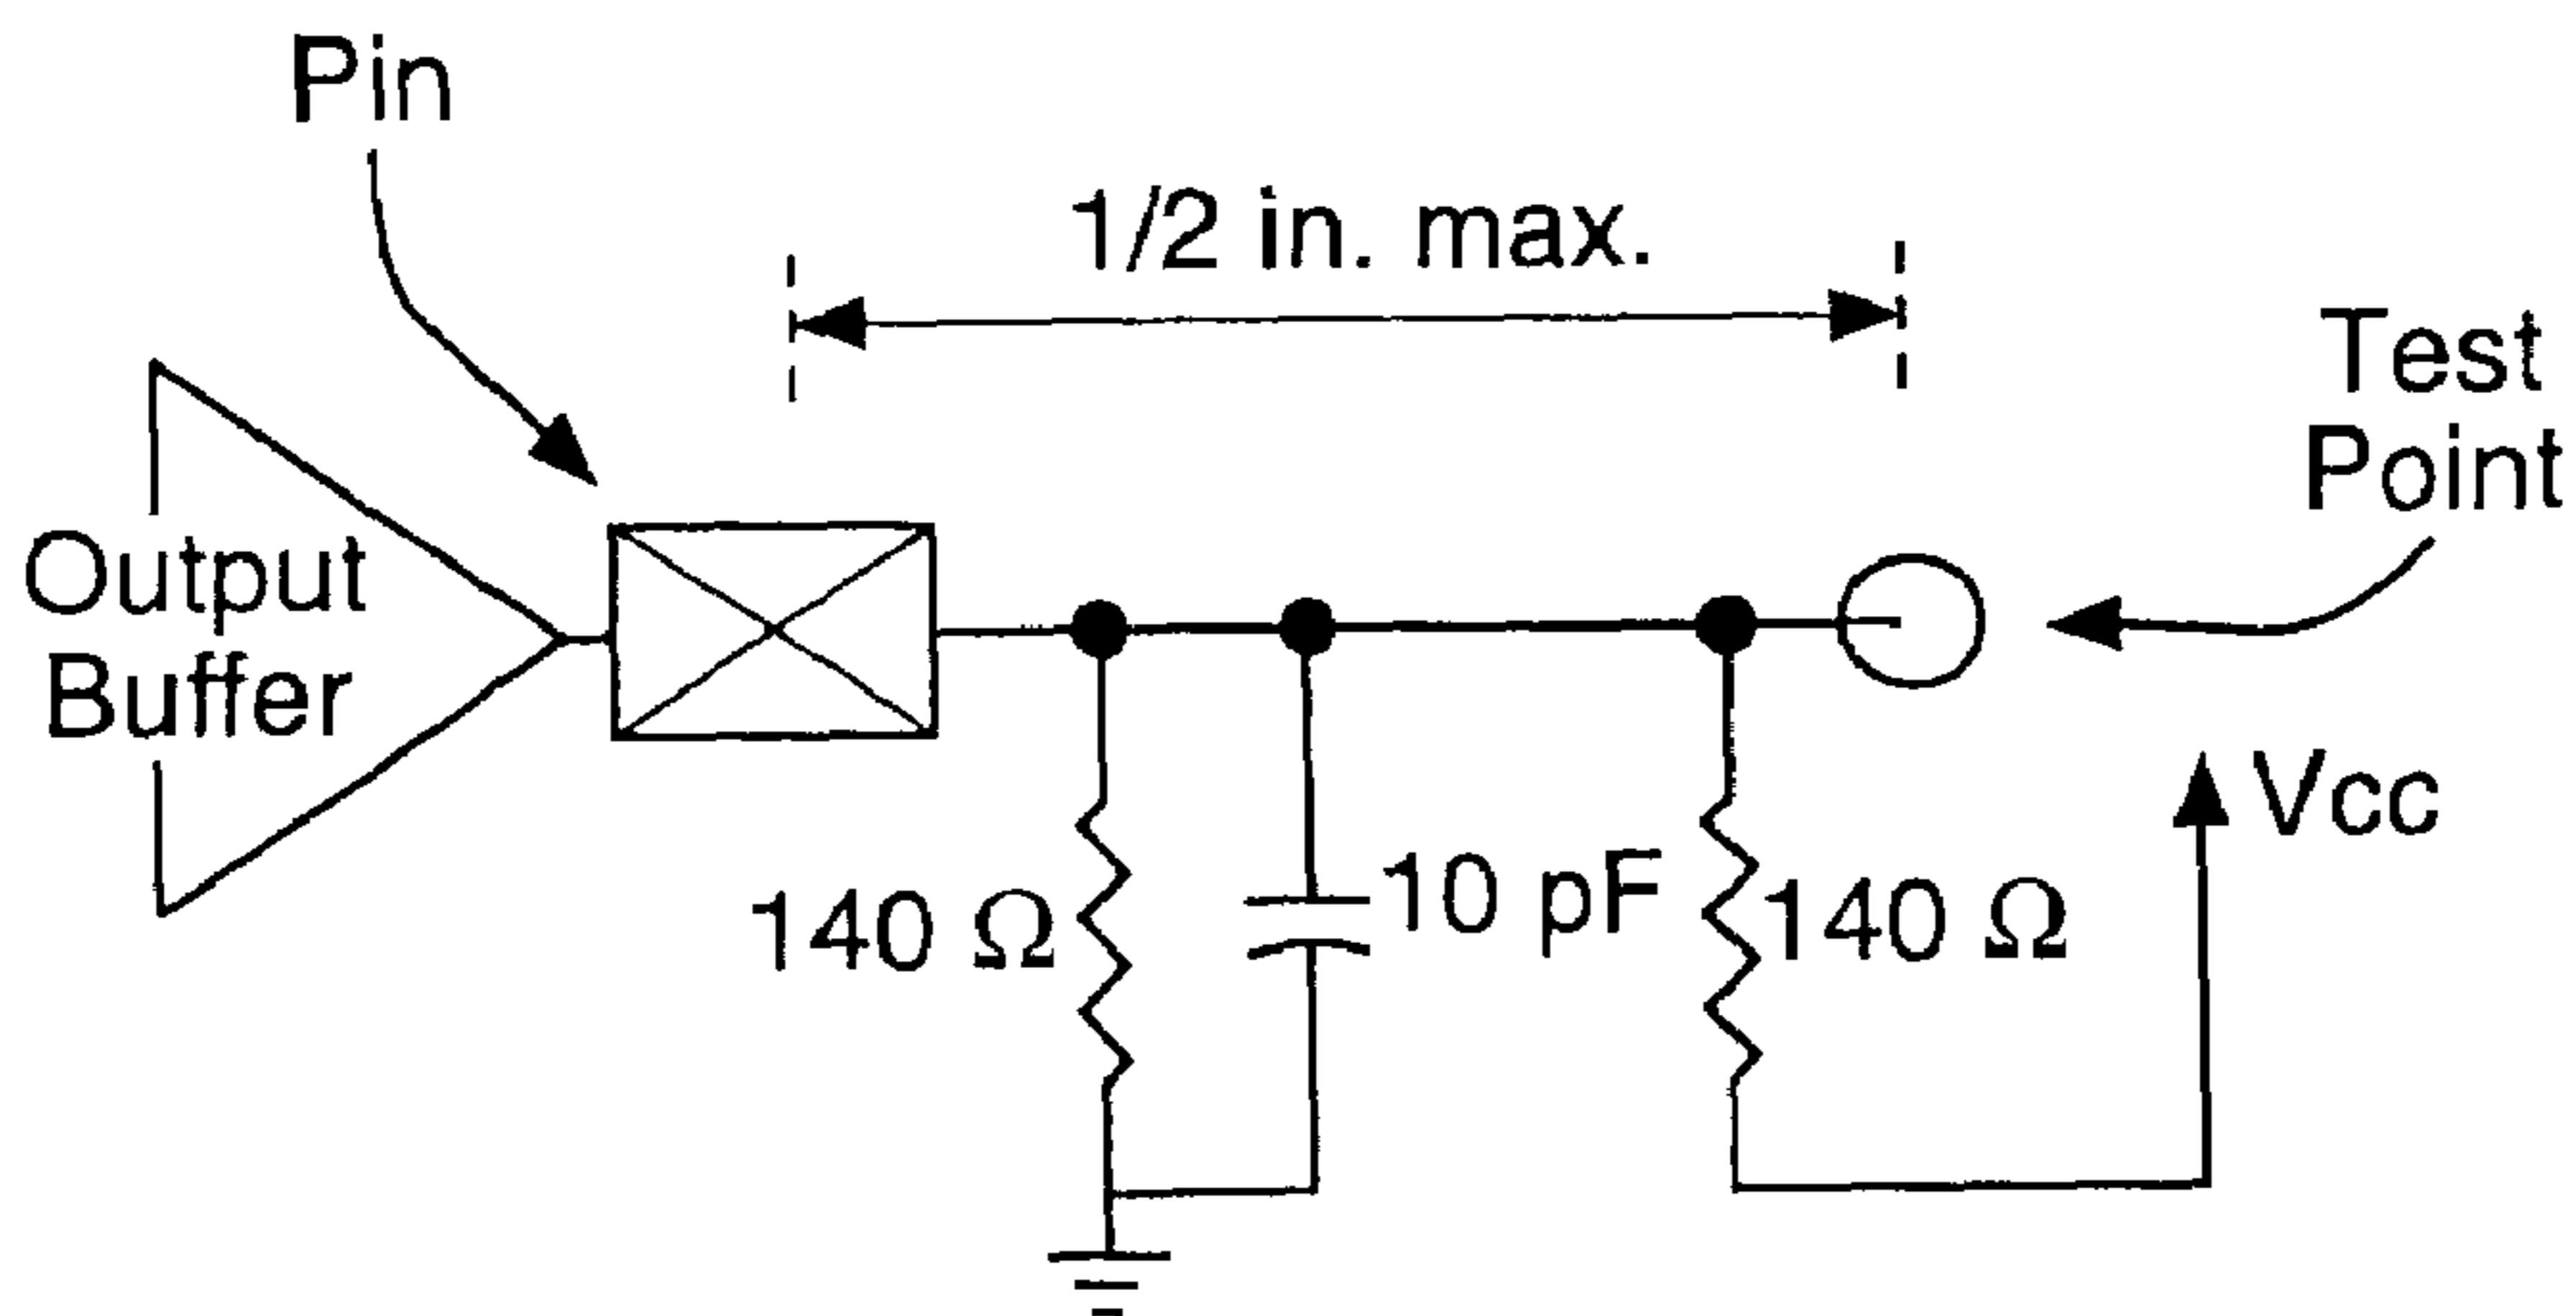 Pin
1/2 in. max.
Test
Point
Output
Buffer
Vcc
140 Ω
10 pF
140 Ω